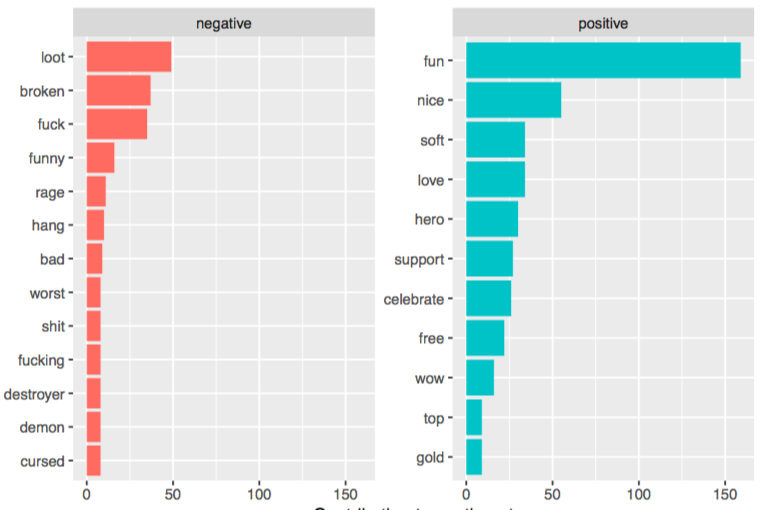 negative
loot
broken
fuck
funny
rage
hang
bad
worst
shit
fucking
destroyer
demon
cursed
0 50 100 150
positive
fun
nice
soft
love
hero
support
celebrate
free
wow
top
gold
0 50 100 150